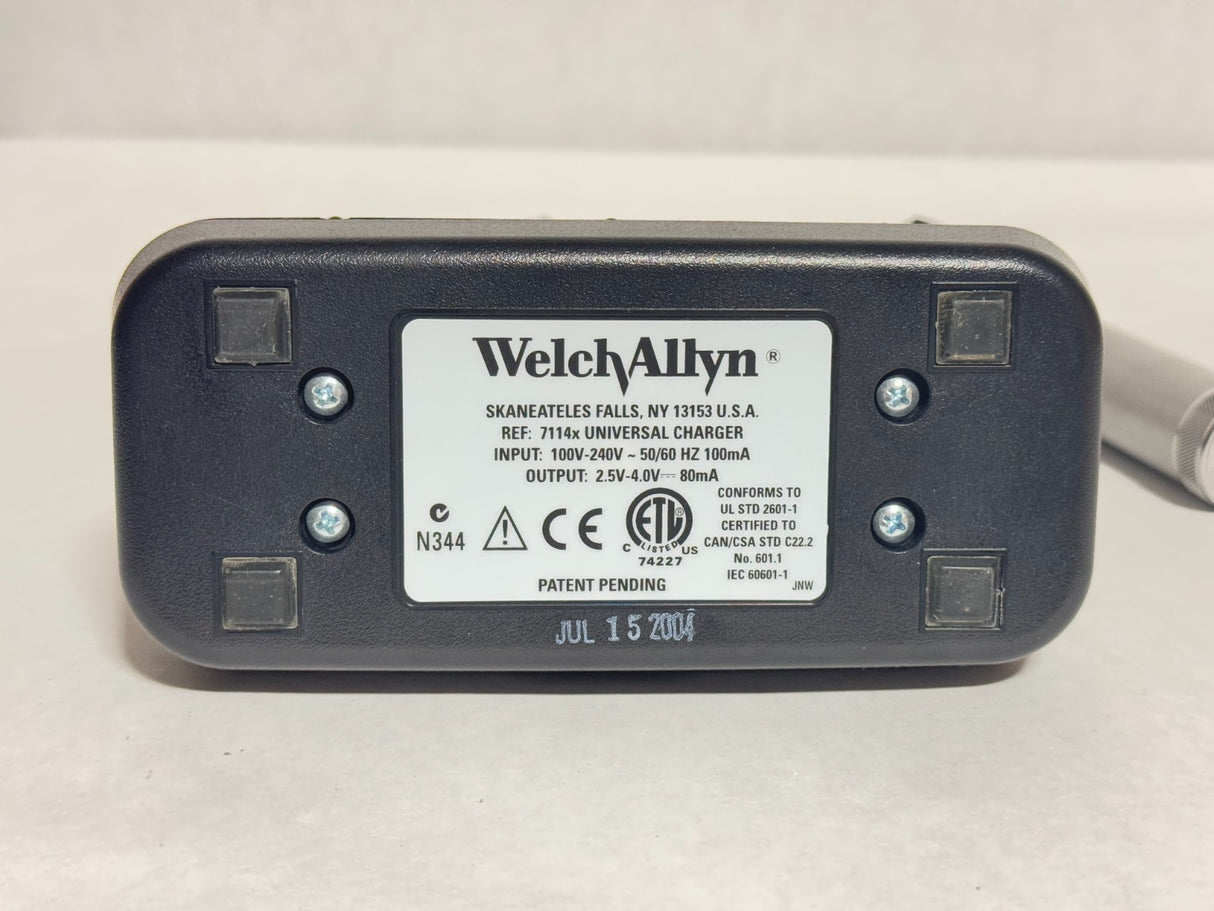 WelchAllyn ®
SKANEATELES FALLS, NY 13153 U.S.A.
REF: 7114x UNIVERSAL CHARGER
INPUT: 100V-240V ~ 50/60 HZ 100mA
OUTPUT: 2.5V-4.0V⎓ 80mA
N344
CE
ETL ®
C LISTED US
74227
CONFORMS TO
UL STD 2601-1
CERTIFIED TO
CAN/CSA STD C22.2
No. 601.1
IEC 60601-1
JNW
PATENT PENDING
JUL 15 2004